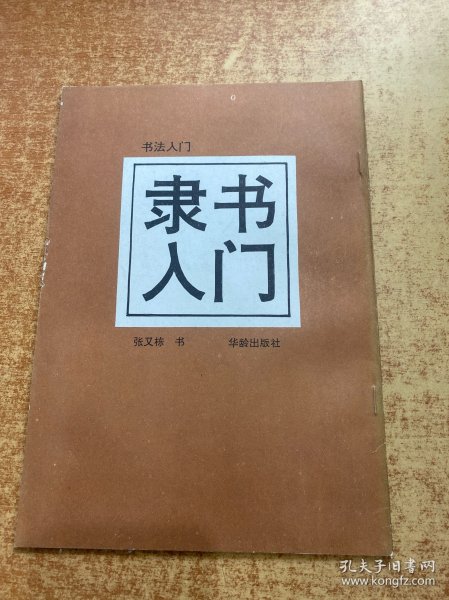 书法入门
隶书
入门
张又栋 书 华龄出版社
孔夫子旧书网
www.kongfz.com